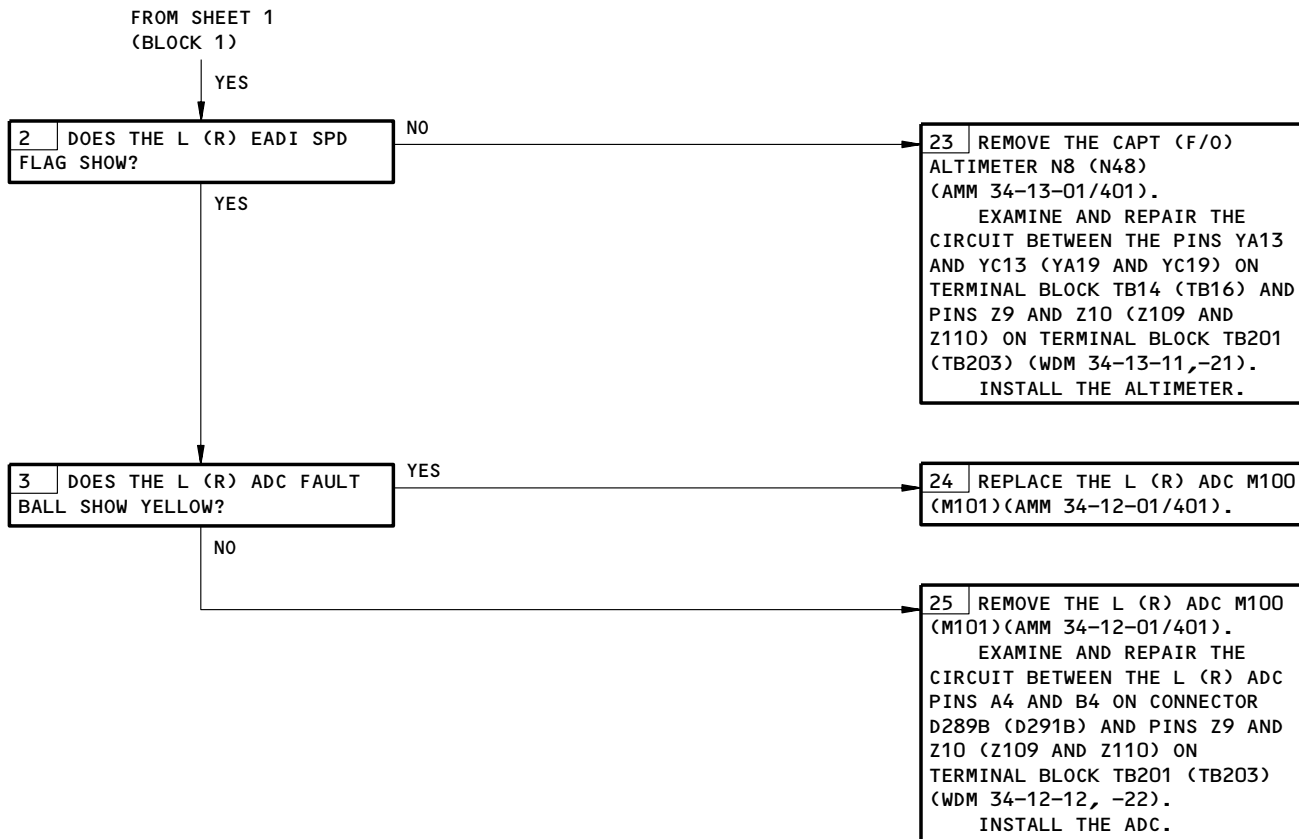 FROM SHEET 1
(BLOCK 1)
YES
2 DOES THE L (R) EADI SPD
FLAG SHOW?
NO
YES
23 REMOVE THE CAPT (F/O)
ALTIMETER N8 (N48)
(AMM 34-13-01/401).
EXAMINE AND REPAIR THE
CIRCUIT BETWEEN THE PINS YA13
AND YC13 (YA19 AND YC19) ON
TERMINAL BLOCK TB14 (TB16) AND
PINS Z9 AND Z10 (Z109 AND
Z110) ON TERMINAL BLOCK TB201
(TB203) (WDM 34-13-11,-21).
INSTALL THE ALTIMETER.
3 DOES THE L (R) ADC FAULT
BALL SHOW YELLOW?
YES
NO
24 REPLACE THE L (R) ADC M100
(M101)(AMM 34-12-01/401).
25 REMOVE THE L (R) ADC M100
(M101)(AMM 34-12-01/401).
EXAMINE AND REPAIR THE
CIRCUIT BETWEEN THE L (R) ADC
PINS A4 AND B4 ON CONNECTOR
D289B (D291B) AND PINS Z9 AND
Z10 (Z109 AND Z110) ON
TERMINAL BLOCK TB201 (TB203)
(WDM 34-12-12, -22).
INSTALL THE ADC.